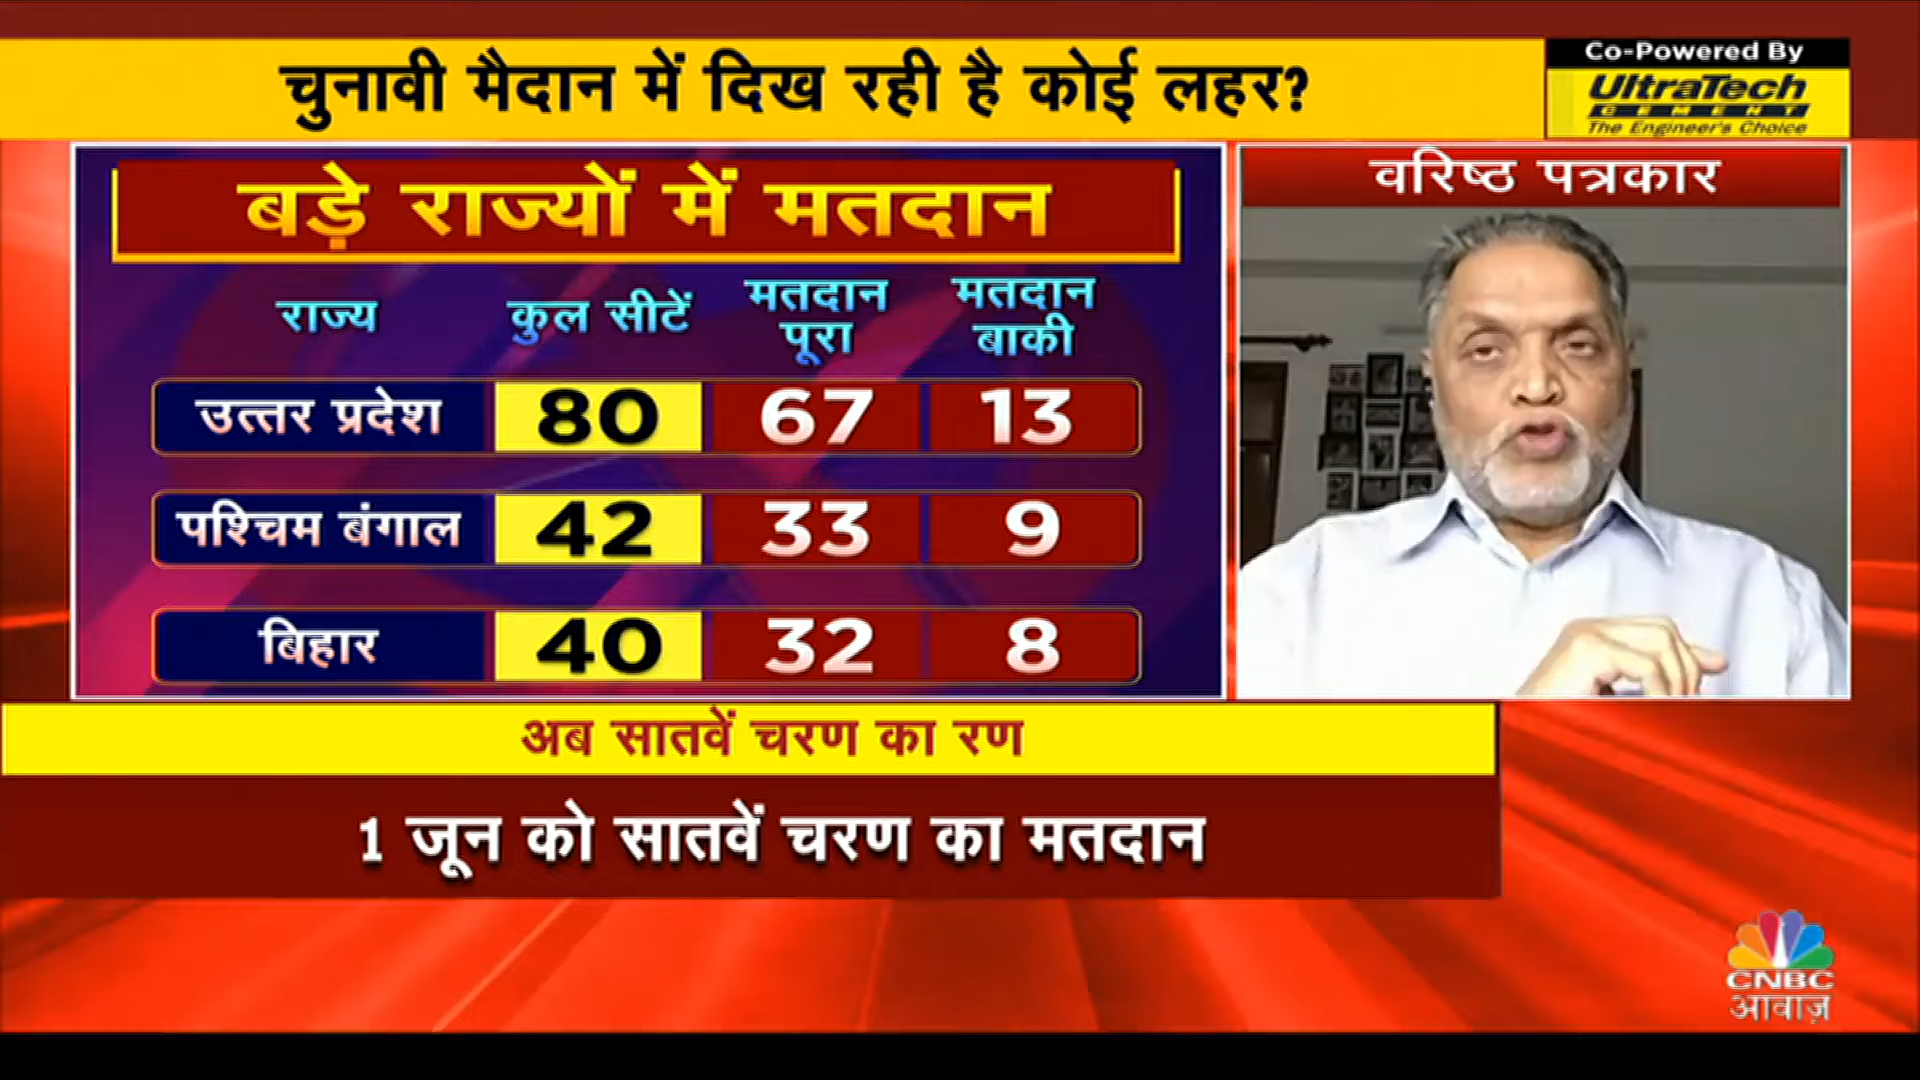 चुनावी मैदान में दिख रही है कोई लहर?
Co-Powered By
UltraTech
CEMENT
The Engineer's Choice
बड़े राज्यों में मतदान
वरिष्ठ पत्रकार
राज्य कुल सीटें मतदान पूरा मतदान बाकी
उत्तर प्रदेश 80 67 13
पश्चिम बंगाल 42 33 9
बिहार 40 32 8
अब सातवें चरण का रण
1 जून को सातवें चरण का मतदान
CNBC
आवाज़